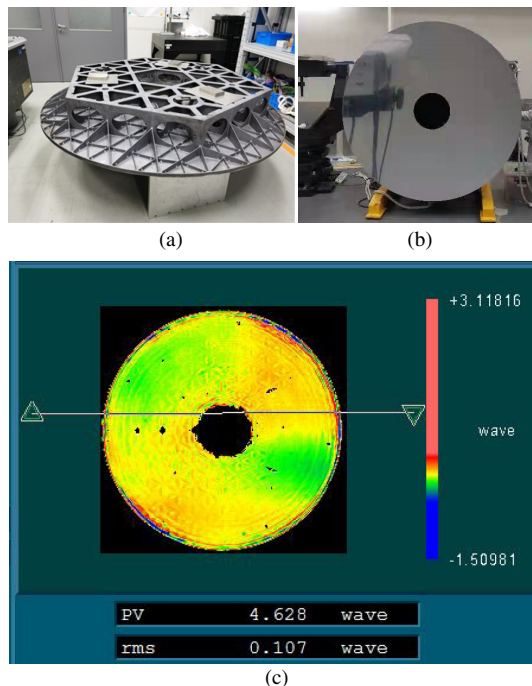 (a)
(b)
+3.11816
wave
-1.50981
PV 4.628 wave
rms 0.107 wave
(c)